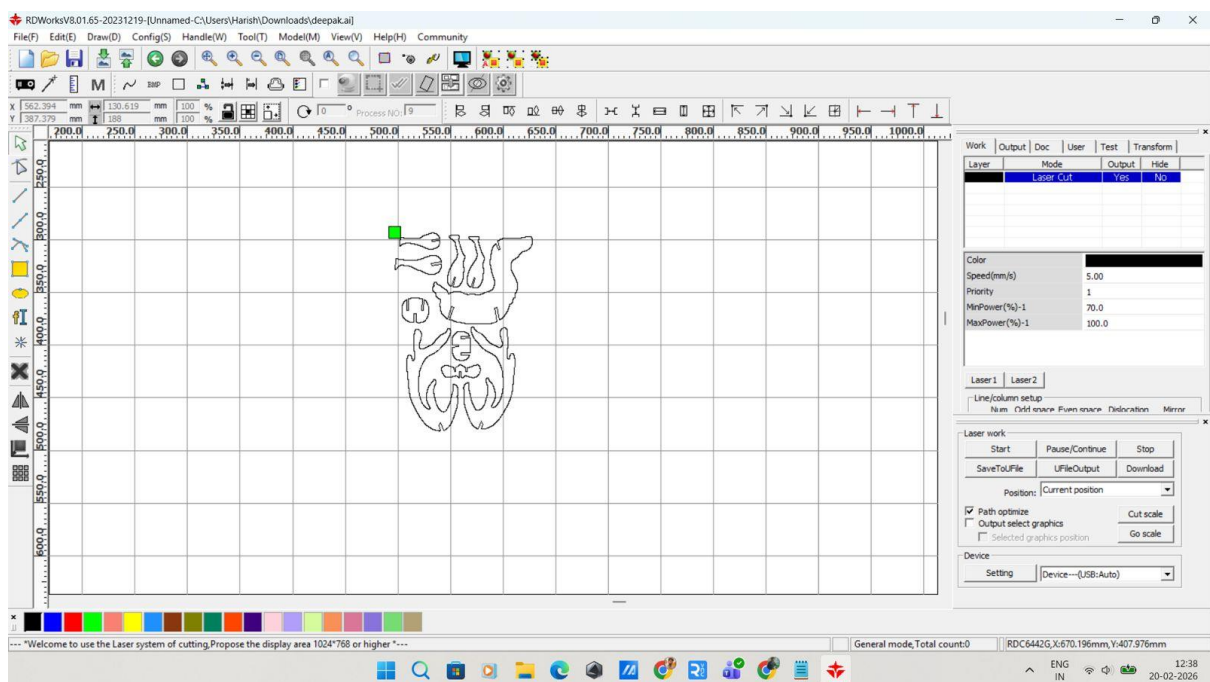 RDWorksV8.01.65-20231219-[Unnamed-C:\Users\Harish\Downloads\deepak.ai]
File(F) Edit(E) Draw(D) Config(S) Handle(W) Tool(T) Model(M) View(V) Help(H) Community
BMP
X 562.394 mm 130.619 mm 100 %
Y 387.379 mm 188 mm 100 %
0 ° Process NO: 9
200.0 250.0 300.0 350.0 400.0 450.0 500.0 550.0 600.0 650.0 700.0 750.0 800.0 850.0 900.0 950.0 1000.0
250.0
300.0
350.0
400.0
450.0
500.0
550.0
600.0
Work Output Doc User Test Transform
Layer Mode Output Hide
Laser Cut Yes No
Color
Speed(mm/s) 5.00
Priority 1
MinPower(%)-1 70.0
MaxPower(%)-1 100.0
Laser1 Laser2
Line/column setup
Num Odd space Even space Dislocation Mirror
Laser work
Start Pause/Continue Stop
SaveToUFile UFileOutput Download
Position: Current position
Path optimize Cut scale
Output select graphics
Selected graphics position Go scale
Device
Setting Device---(USB:Auto)
--- *Welcome to use the Laser system of cutting,Propose the display area 1024*768 or higher *---
General mode,Total count:0
RDC6442G,X:670.196mm,Y:407.976mm
ENG
IN
12:38
20-02-2026